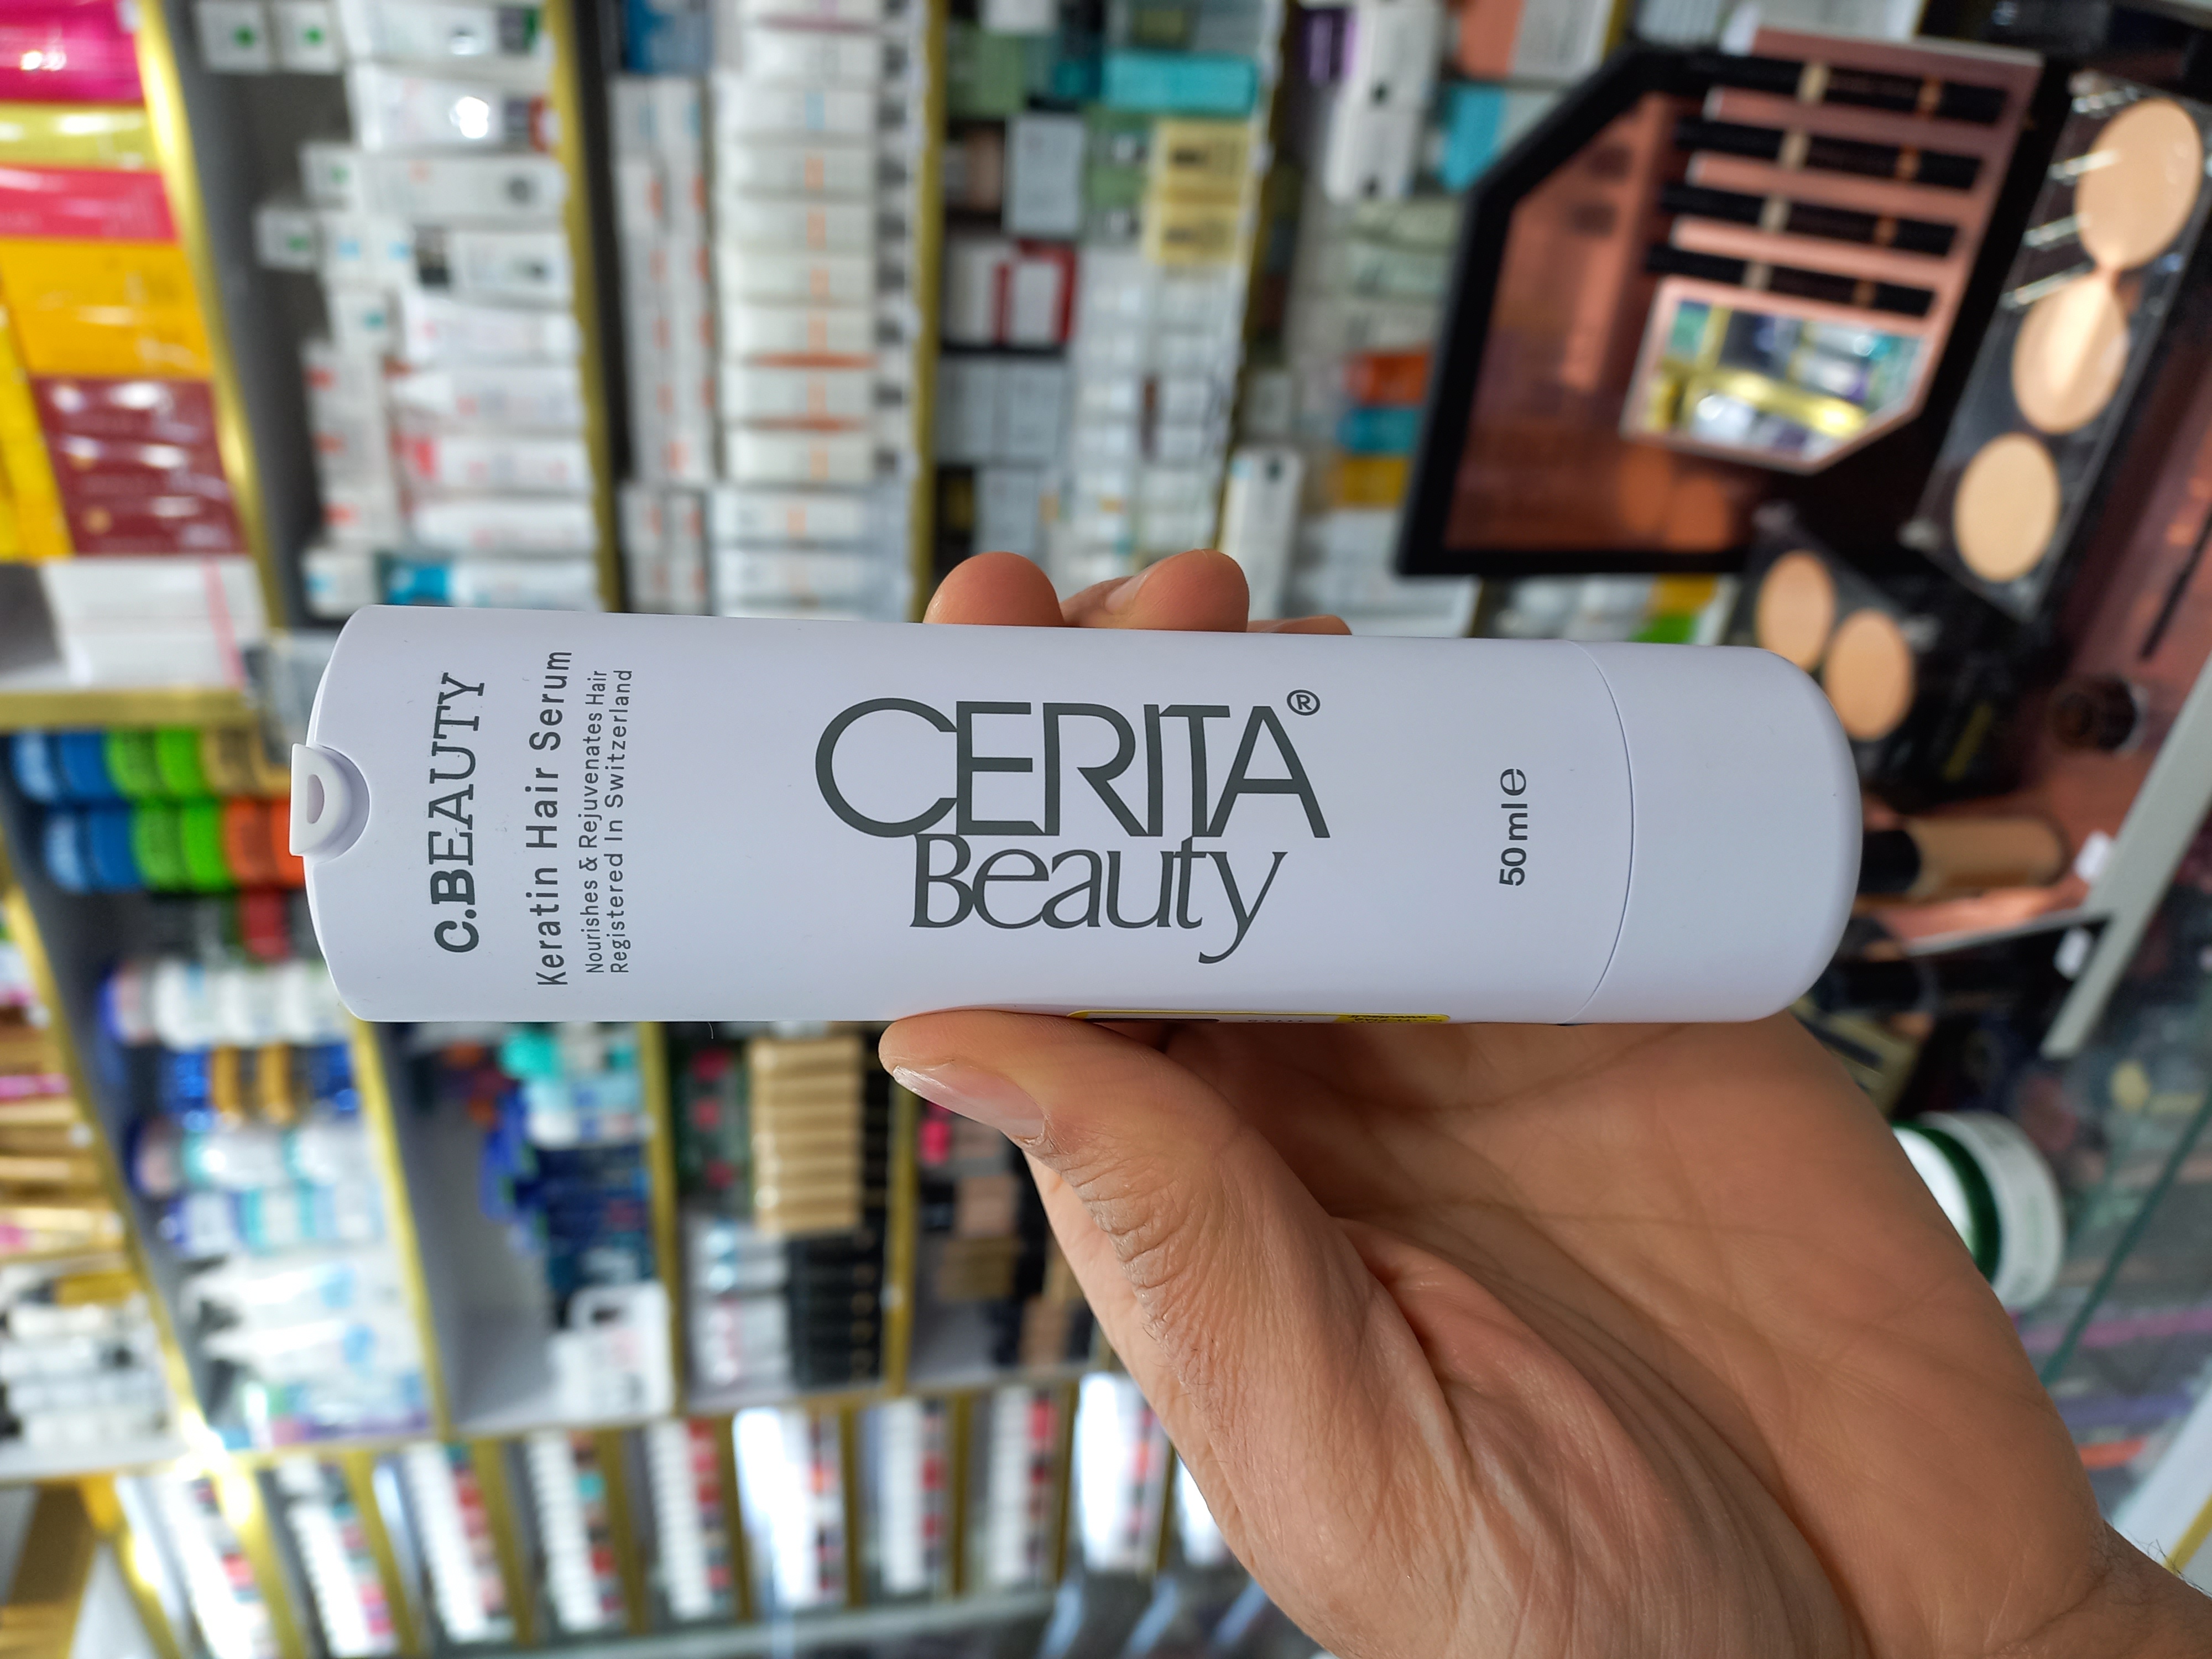 CERITA®
Beauty
c.BEAUTY
Keratin Hair Serum
Nourishes & Rejuvenates Hair
Registered In Switzerland
50ml℮